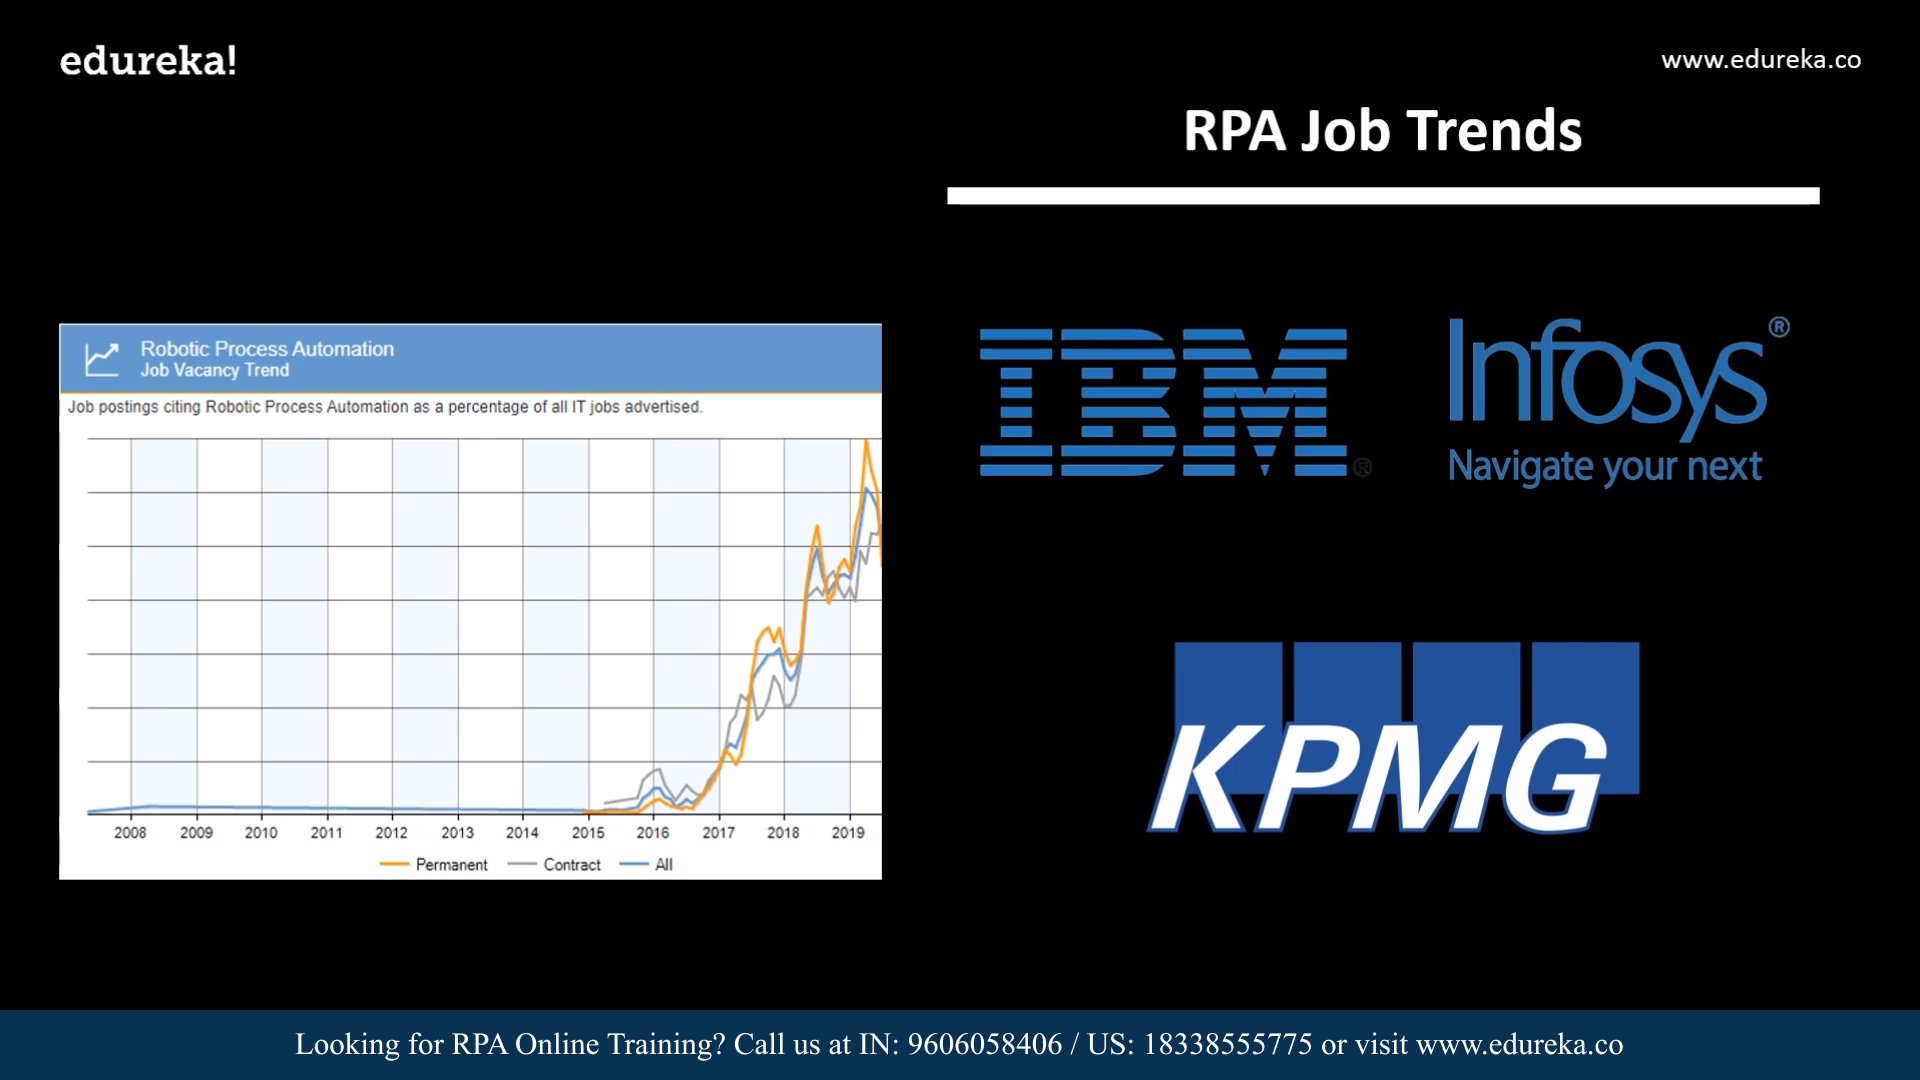 edureka!
www.edureka.co
RPA Job Trends
Robotic Process Automation
Job Vacancy Trend
Job postings citing Robotic Process Automation as a percentage of all IT jobs advertised.
2008 2009 2010 2011 2012 2013 2014 2015 2016 2017 2018 2019
Permanent Contract All
IBM®
Infosys®
Navigate your next
KPMG
Looking for RPA Online Training? Call us at IN: 9606058406 / US: 18338555775 or visit www.edureka.co